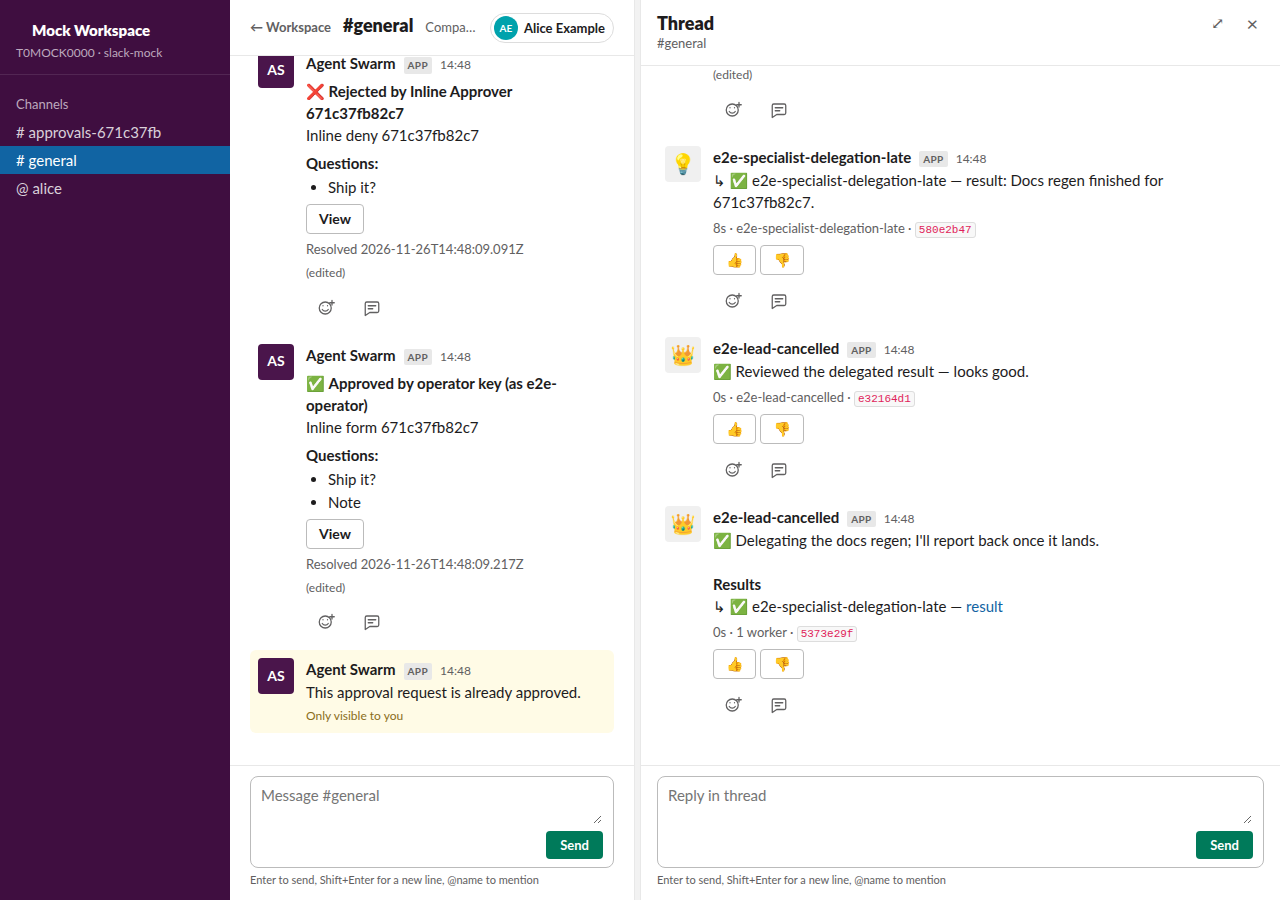 Mock Workspace
T0MOCK0000 · slack-mock
Channels
# approvals-671c37fb
# general
@ alice
← Workspace #general Compa... AE Alice Example
AS Agent Swarm APP 14:48
❌ Rejected by Inline Approver
671c37fb82c7
Inline deny 671c37fb82c7
Questions:
• Ship it?
View
Resolved 2026-11-26T14:48:09.091Z
(edited)
AS Agent Swarm APP 14:48
✅ Approved by operator key (as e2e-
operator)
Inline form 671c37fb82c7
Questions:
• Ship it?
• Note
View
Resolved 2026-11-26T14:48:09.217Z
(edited)
AS Agent Swarm APP 14:48
This approval request is already approved.
Only visible to you
Message #general
Send
Enter to send, Shift+Enter for a new line, @name to mention
Thread
#general
(edited)
e2e-specialist-delegation-late APP 14:48
↳ ✅ e2e-specialist-delegation-late — result: Docs regen finished for
671c37fb82c7.
8s · e2e-specialist-delegation-late · 580e2b47
e2e-lead-cancelled APP 14:48
✅ Reviewed the delegated result — looks good.
0s · e2e-lead-cancelled · e32164d1
e2e-lead-cancelled APP 14:48
✅ Delegating the docs regen; I'll report back once it lands.
Results
↳ ✅ e2e-specialist-delegation-late — result
0s · 1 worker · 5373e29f
Reply in thread
Send
Enter to send, Shift+Enter for a new line, @name to mention